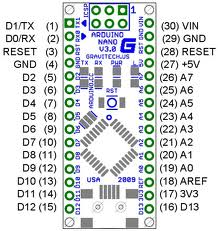 D1/TX (1) (30) VIN
D0/RX (2) (29) GND
RESET (3) (28) RESET
GND (4) (27) +5V
D2 (5) (26) A7
D3 (6) (25) A6
D4 (7) (24) A5
D5 (8) (23) A4
D6 (9) (22) A3
D7 (10) (21) A2
D8 (11) (20) A1
D9 (12) (19) A0
D10 (13) (18) AREF
D11 (14) (17) 3V3
D12 (15) (16) D13
ICSP
1
ARDUINO
NANO
V3.0
GRAVITECH.US
TX RX PWR L
RST
USA 2009